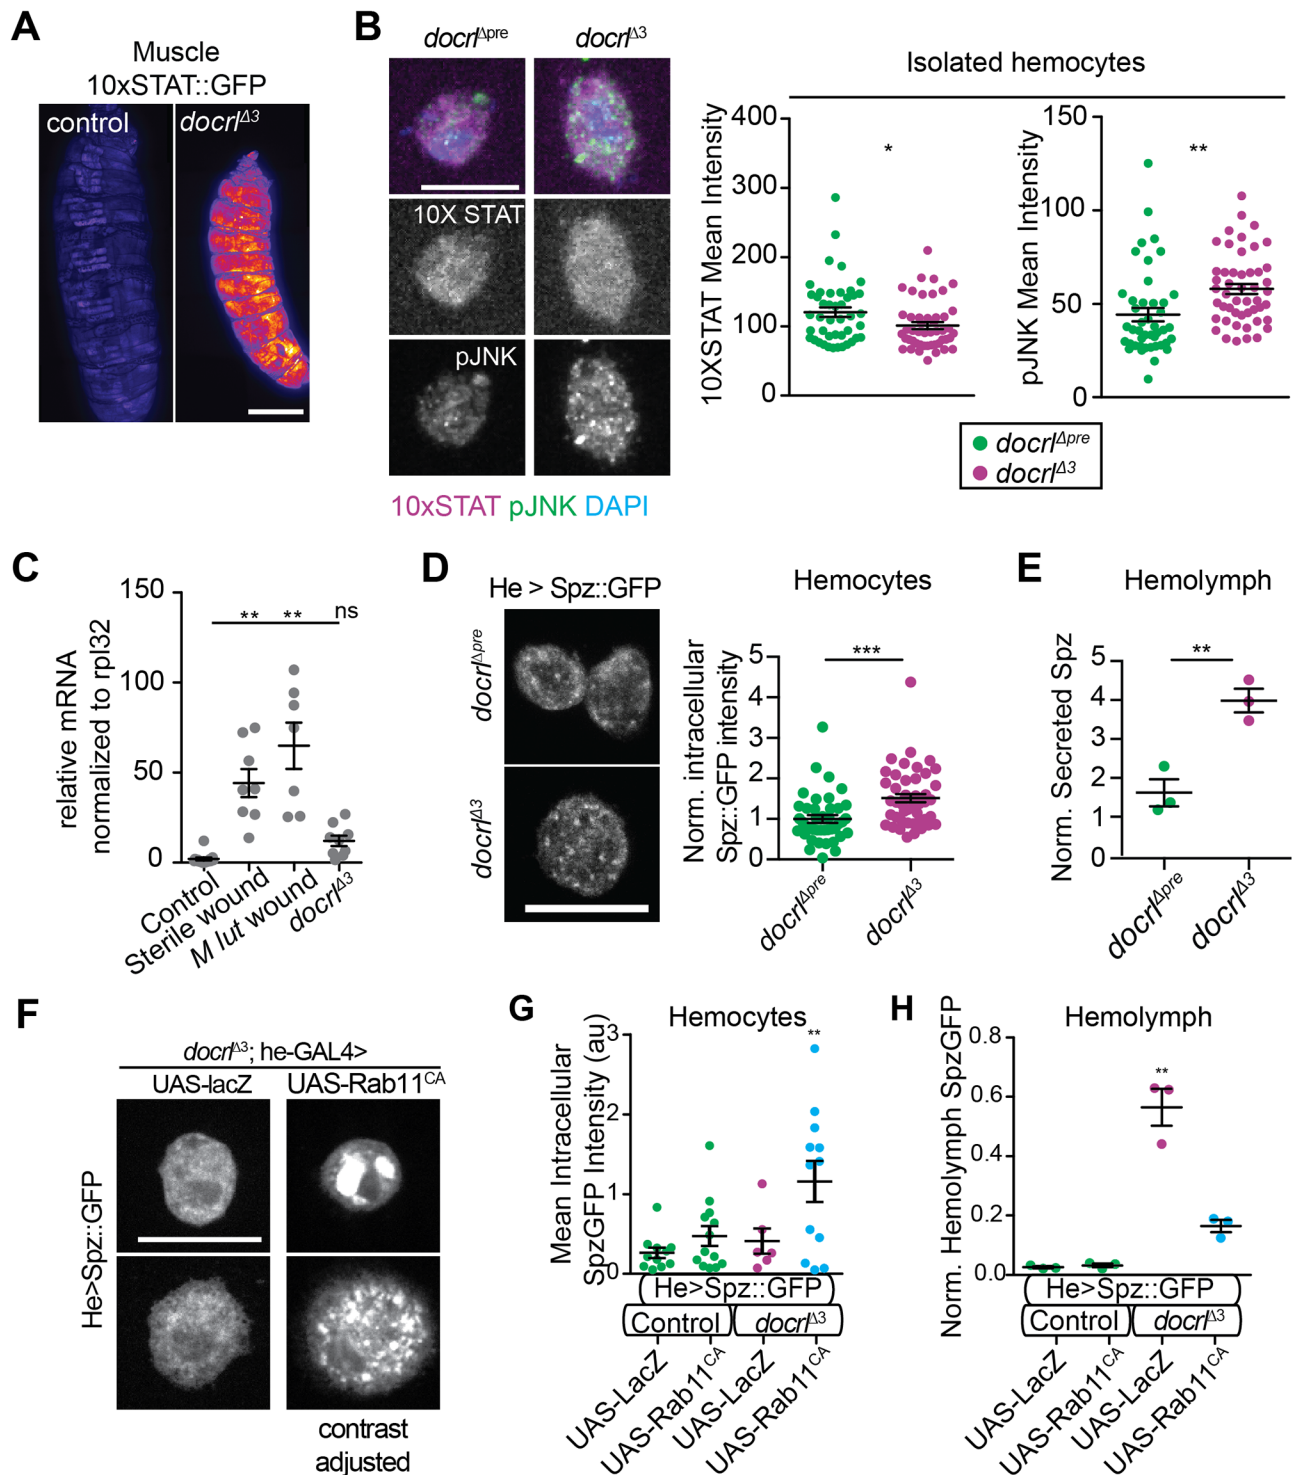 A
Muscle
10xSTAT::GFP
control
docrlΔ3
B
docrlΔpre
docrlΔ3
10X STAT
pJNK
10xSTAT pJNK DAPI
Isolated hemocytes
10XSTAT Mean Intensity
400
300
200
100
0
*
pJNK Mean Intensity
150
100
50
0
**
docrlΔpre
docrlΔ3
C
relative mRNA
normalized to rpl32
150
100
50
0
** ** ns
Control
Sterile wound
M lut wound
docrlΔ3
D
He > Spz::GFP
docrlΔpre
docrlΔ3
Hemocytes
Norm. intracellular
Spz::GFP intensity
5
4
3
2
1
0
***
docrlΔpre
docrlΔ3
E
Hemolymph
Norm. Secreted Spz
5
4
3
2
1
0
**
docrlΔpre
docrlΔ3
F
docrlΔ3; he-GAL4>
UAS-lacZ
UAS-Rab11CA
He>Spz::GFP
contrast
adjusted
G
Hemocytes
Mean Intracellular
SpzGFP Intensity (au)
3
2
1
0
**
He>Spz::GFP
Control
docrlΔ3
UAS-LacZ
UAS-Rab11CA
UAS-LacZ
UAS-Rab11CA
H
Hemolymph
Norm. Hemolymph SpzGFP
0.8
0.6
0.4
0.2
0.0
**
He>Spz::GFP
Control
docrlΔ3
UAS-LacZ
UAS-Rab11CA
UAS-LacZ
UAS-Rab11CA